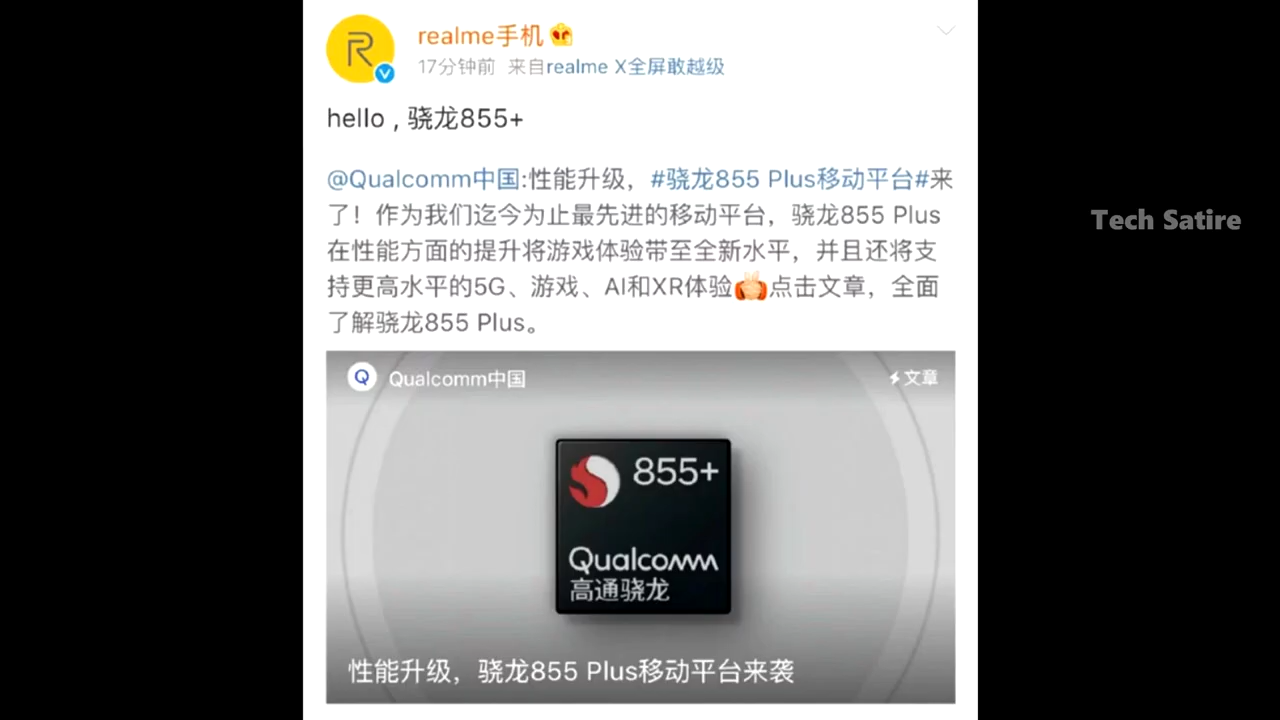 realme手机
17分钟前 来自realme X全屏敢越级
hello , 骁龙855+
@Qualcomm中国:性能升级，#骁龙855 Plus移动平台#来
了！作为我们迄今为止最先进的移动平台，骁龙855 Plus
在性能方面的提升将游戏体验带至全新水平，并且还将支
持更高水平的5G、游戏、AI和XR体验点击文章，全面
了解骁龙855 Plus。
Qualcomm中国
文章
855+
Qualcomm
高通骁龙
性能升级，骁龙855 Plus移动平台来袭
Tech Satire